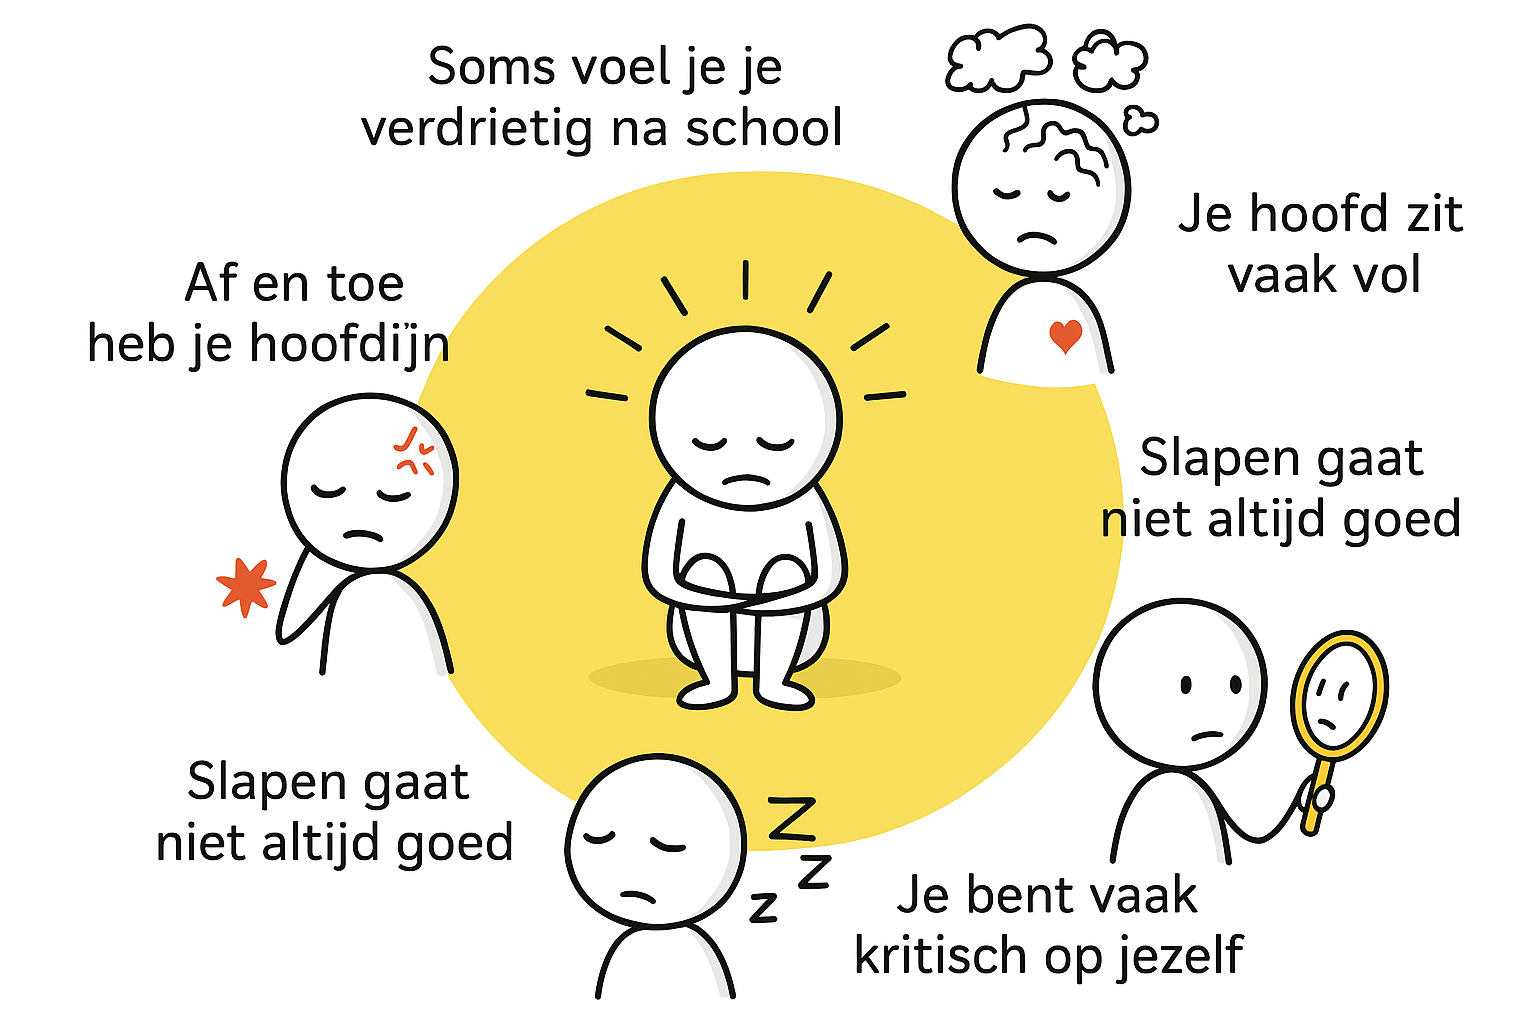 Soms voel je je
verdrietig na school
Je hoofd zit
vaak vol
Af en toe
heb je hoofdijn
Slapen gaat
niet altijd goed
Slapen gaat
niet altijd goed
Z
z
z
Je bent vaak
kritisch op jezelf